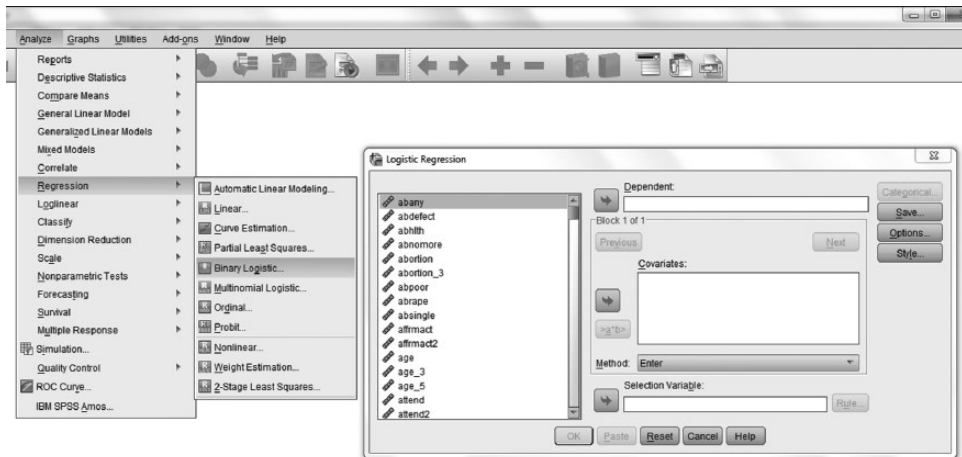 Analyze Graphs Utilities Add-ons Window Help
Reports
Descriptive Statistics
Compare Means
General Linear Model
Generalized Linear Models
Mixed Models
Correlate
Regression
Loglinear
Classify
Dimension Reduction
Scale
Nonparametric Tests
Forecasting
Survival
Multiple Response
Simulation...
Quality Control
ROC Curve...
IBM SPSS Amos...
Automatic Linear Modeling...
Linear...
Curve Estimation...
Partial Least Squares...
Binary Logistic...
Multinomial Logistic...
Ordinal...
Probit...
Nonlinear...
Weight Estimation...
2-Stage Least Squares...
Logistic Regression
abany
abdefect
abhlth
abnomore
abortion
abortion_3
abpoor
abrape
absingle
affrmact
affrmact2
age
age_3
age_5
attend
attend2
Dependent:
Block 1 of 1
Previous Next
Covariates:
>a*b>
Method: Enter
Selection Variable:
Rule...
Categorical...
Save...
Options...
Style...
OK Paste Reset Cancel Help